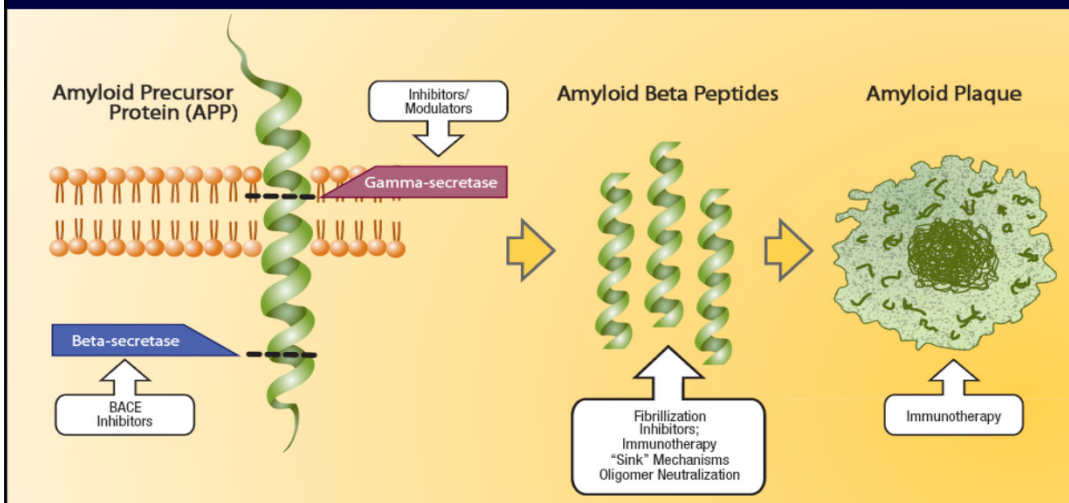 Amyloid Precursor
Protein (APP)
Inhibitors/
Modulators
Gamma-secretase
Beta-secretase
BACE
Inhibitors
Amyloid Beta Peptides
Fibrillization
Inhibitors;
Immunotherapy
“Sink” Mechanisms
Oligomer Neutralization
Amyloid Plaque
Immunotherapy